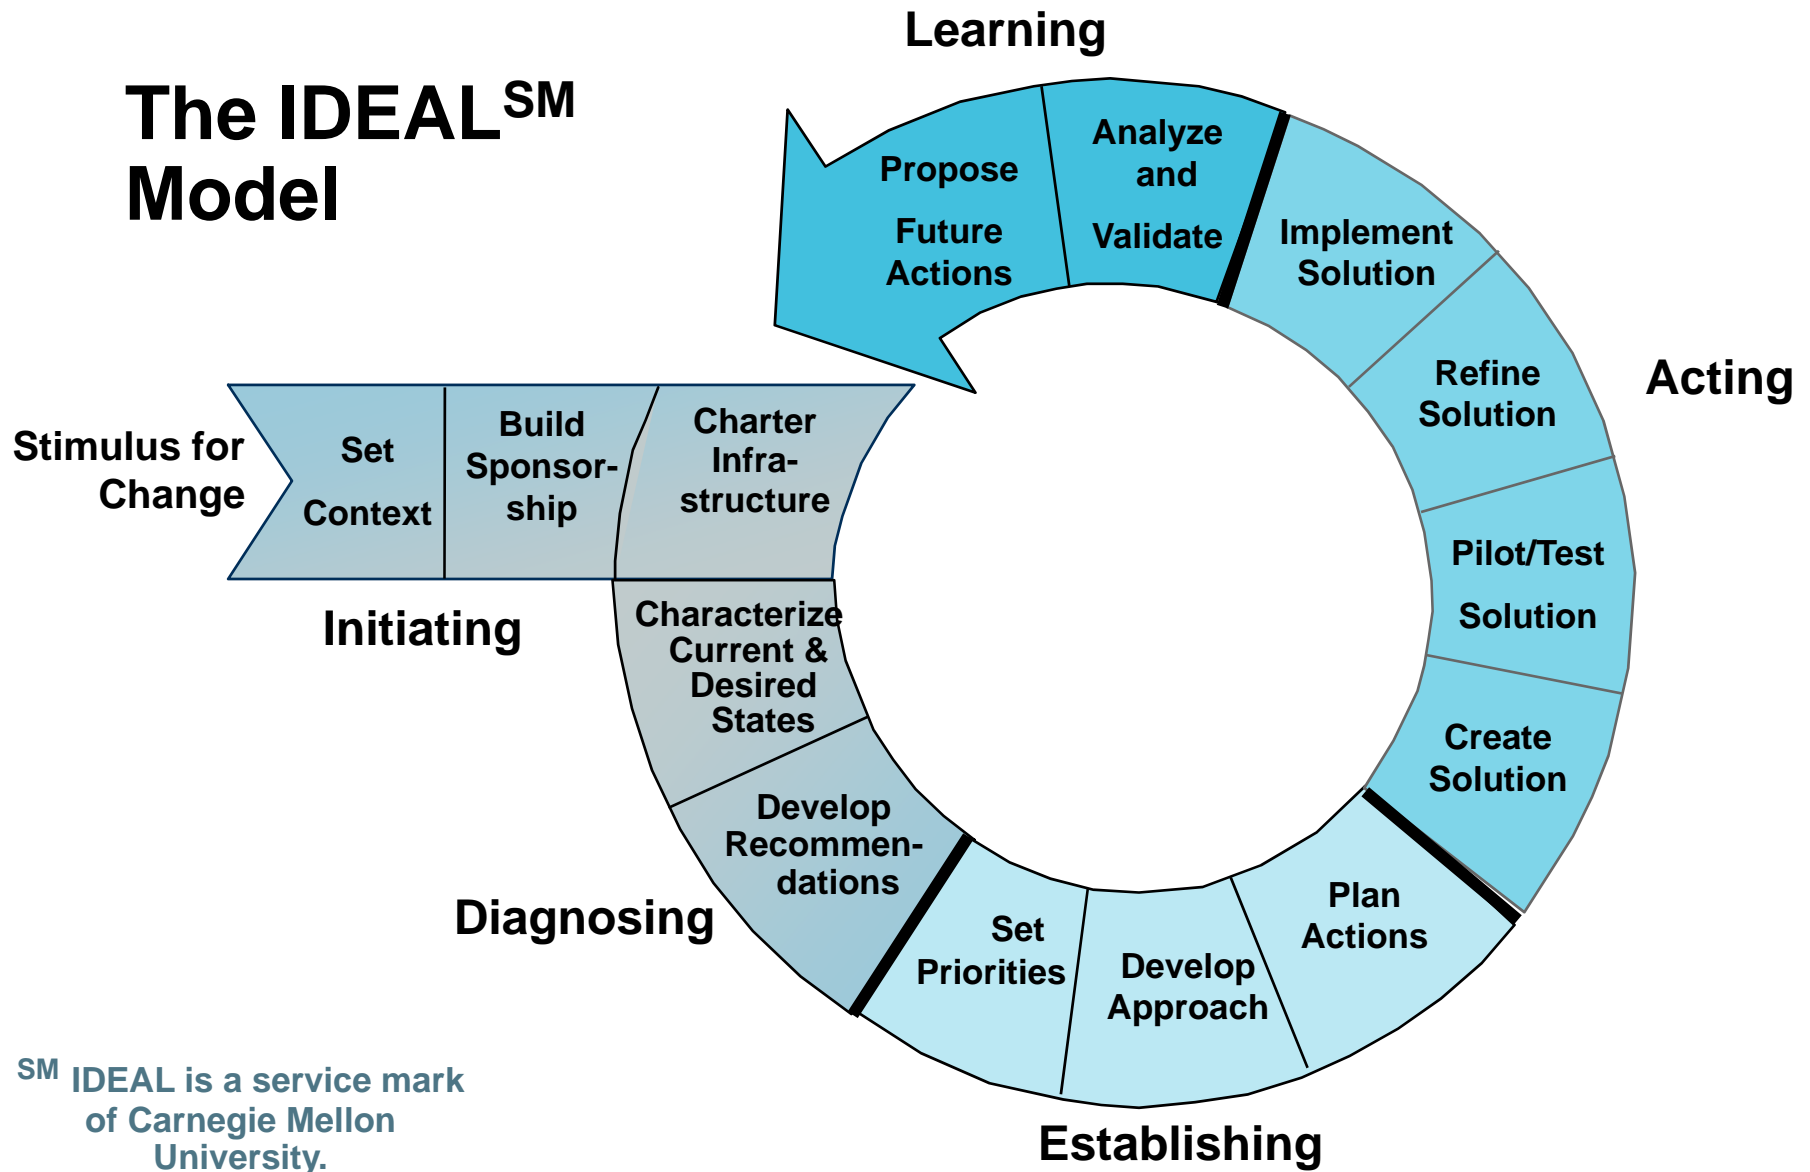 The IDEALSM
Model
Learning
Propose
Future
Actions
Analyze
and
Validate
Implement
Solution
Refine
Solution
Acting
Pilot/Test
Solution
Create
Solution
Stimulus for
Change
Set
Context
Build
Sponsor-
ship
Charter
Infra-
structure
Initiating
Characterize
Current &
Desired
States
Develop
Recommen-
dations
Diagnosing
Set
Priorities
Develop
Approach
Plan
Actions
Establishing
SM IDEAL is a service mark
of Carnegie Mellon
University.